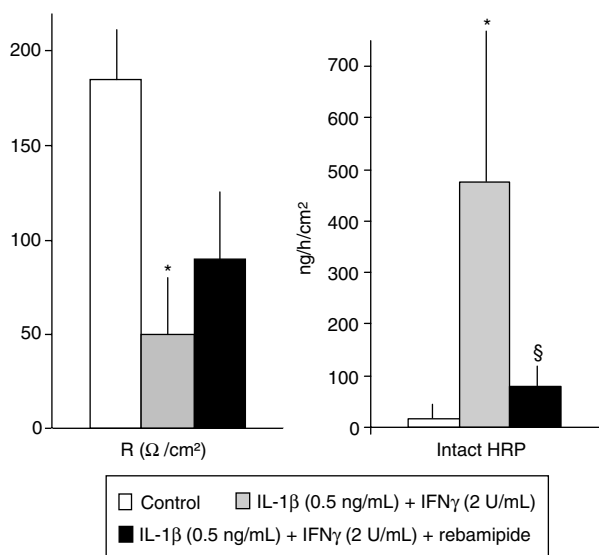 200
150
100
50
0
*
R (Ω /cm²)
ng/h/cm²
700
600
500
400
300
200
100
0
*
§
Intact HRP
Control
IL-1β (0.5 ng/mL) + IFNγ (2 U/mL)
IL-1β (0.5 ng/mL) + IFNγ (2 U/mL) + rebamipide